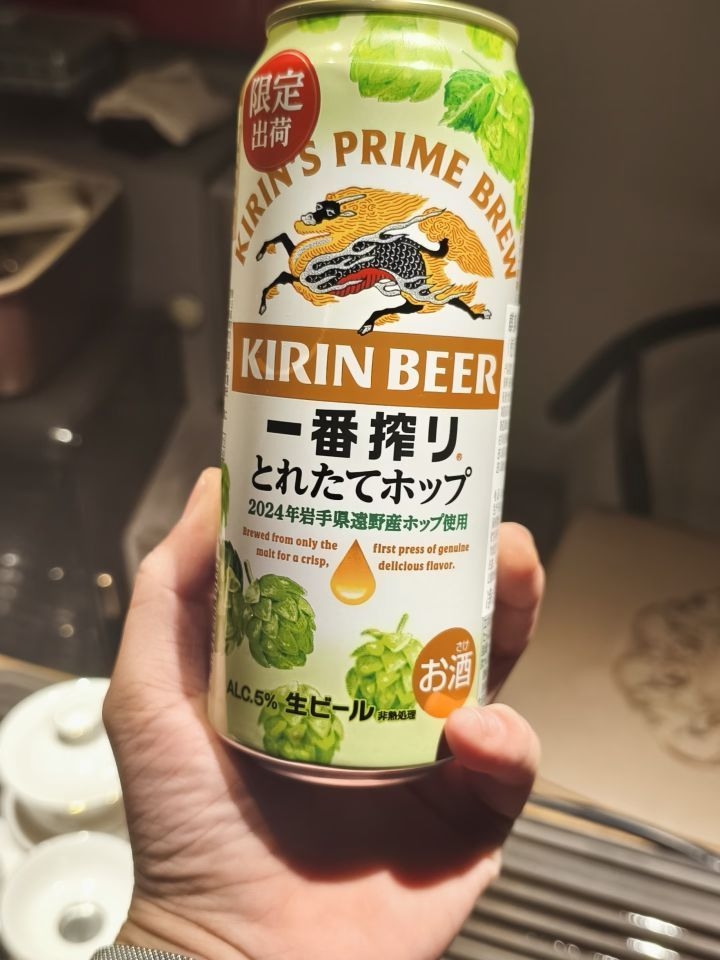 限定
出荷
KIRIN'S PRIME BREW
KIRIN BEER
一番搾り®
とれたてホップ
2024年岩手県遠野産ホップ使用
Brewed from only the
malt for a crisp,
first press of genuine
delicious flavor.
さけ
お酒
ALC.5% 生ビール 非熱処理